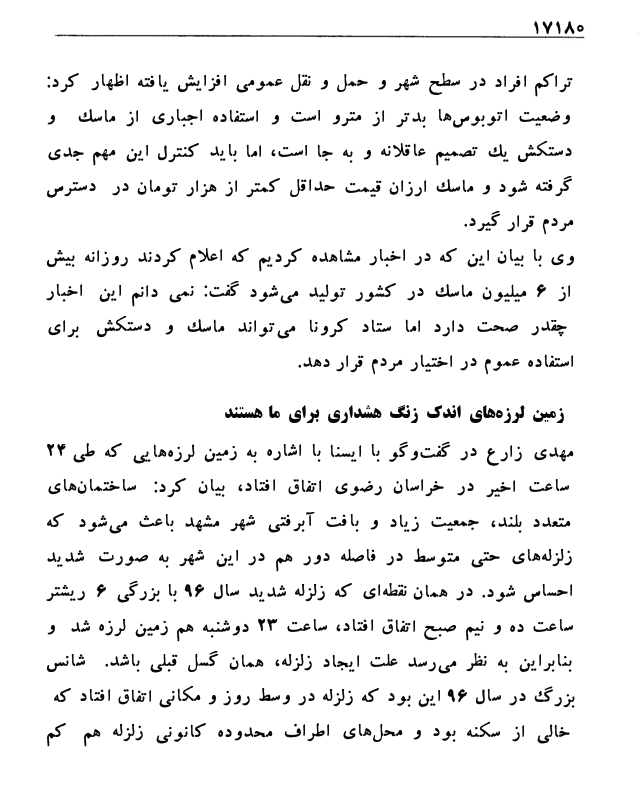 ۱۷۱۸۰
تراکم افراد در سطح شهر و حمل و نقل عمومی افزایش یافته اظهار کرد:
وضعیت اتوبوس‌ها بدتر از مترو است و استفاده اجباری از ماسك و
دستکش یك تصمیم عاقلانه و به جا است، اما باید کنترل این مهم جدی
گرفته شود و ماسك ارزان قیمت حداقل کمتر از هزار تومان در دسترس
مردم قرار گیرد.
وی با بیان این که در اخبار مشاهده کردیم که اعلام کردند روزانه بیش
از ۶ میلیون ماسك در کشور تولید می‌شود گفت: نمی دانم این اخبار
چقدر صحت دارد اما ستاد کرونا می‌تواند ماسك و دستکش برای
استفاده عموم در اختیار مردم قرار دهد.
زمین لرزه‌های اندک زنگ هشداری برای ما هستند
مهدی زارع در گفت‌وگو با ایسنا با اشاره به زمین لرزه‌هایی که طی ۲۴
ساعت اخیر در خراسان رضوی اتفاق افتاد، بیان کرد: ساختمان‌های
متعدد بلند، جمعیت زیاد و بافت آبرفتی شهر مشهد باعث می‌شود که
زلزله‌های حتی متوسط در فاصله دور هم در این شهر به صورت شدید
احساس شود. در همان نقطه‌ای که زلزله شدید سال ۹۶ با بزرگی ۶ ریشتر
ساعت ده و نیم صبح اتفاق افتاد، ساعت ۲۳ دوشنبه هم زمین لرزه شد و
بنابراین به نظر می‌رسد علت ایجاد زلزله، همان گسل قبلی باشد. شانس
بزرگ در سال ۹۶ این بود که زلزله در وسط روز و مکانی اتفاق افتاد که
خالی از سکنه بود و محل‌های اطراف محدوده کانونی زلزله هم کم